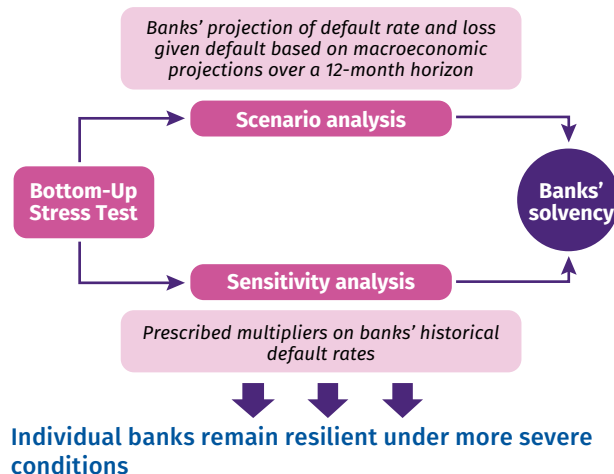 Banks' projection of default rate and loss
given default based on macroeconomic
projections over a 12-month horizon
Scenario analysis
Bottom-Up
Stress Test
Banks'
solvency
Sensitivity analysis
Prescribed multipliers on banks' historical
default rates
Individual banks remain resilient under more severe
conditions